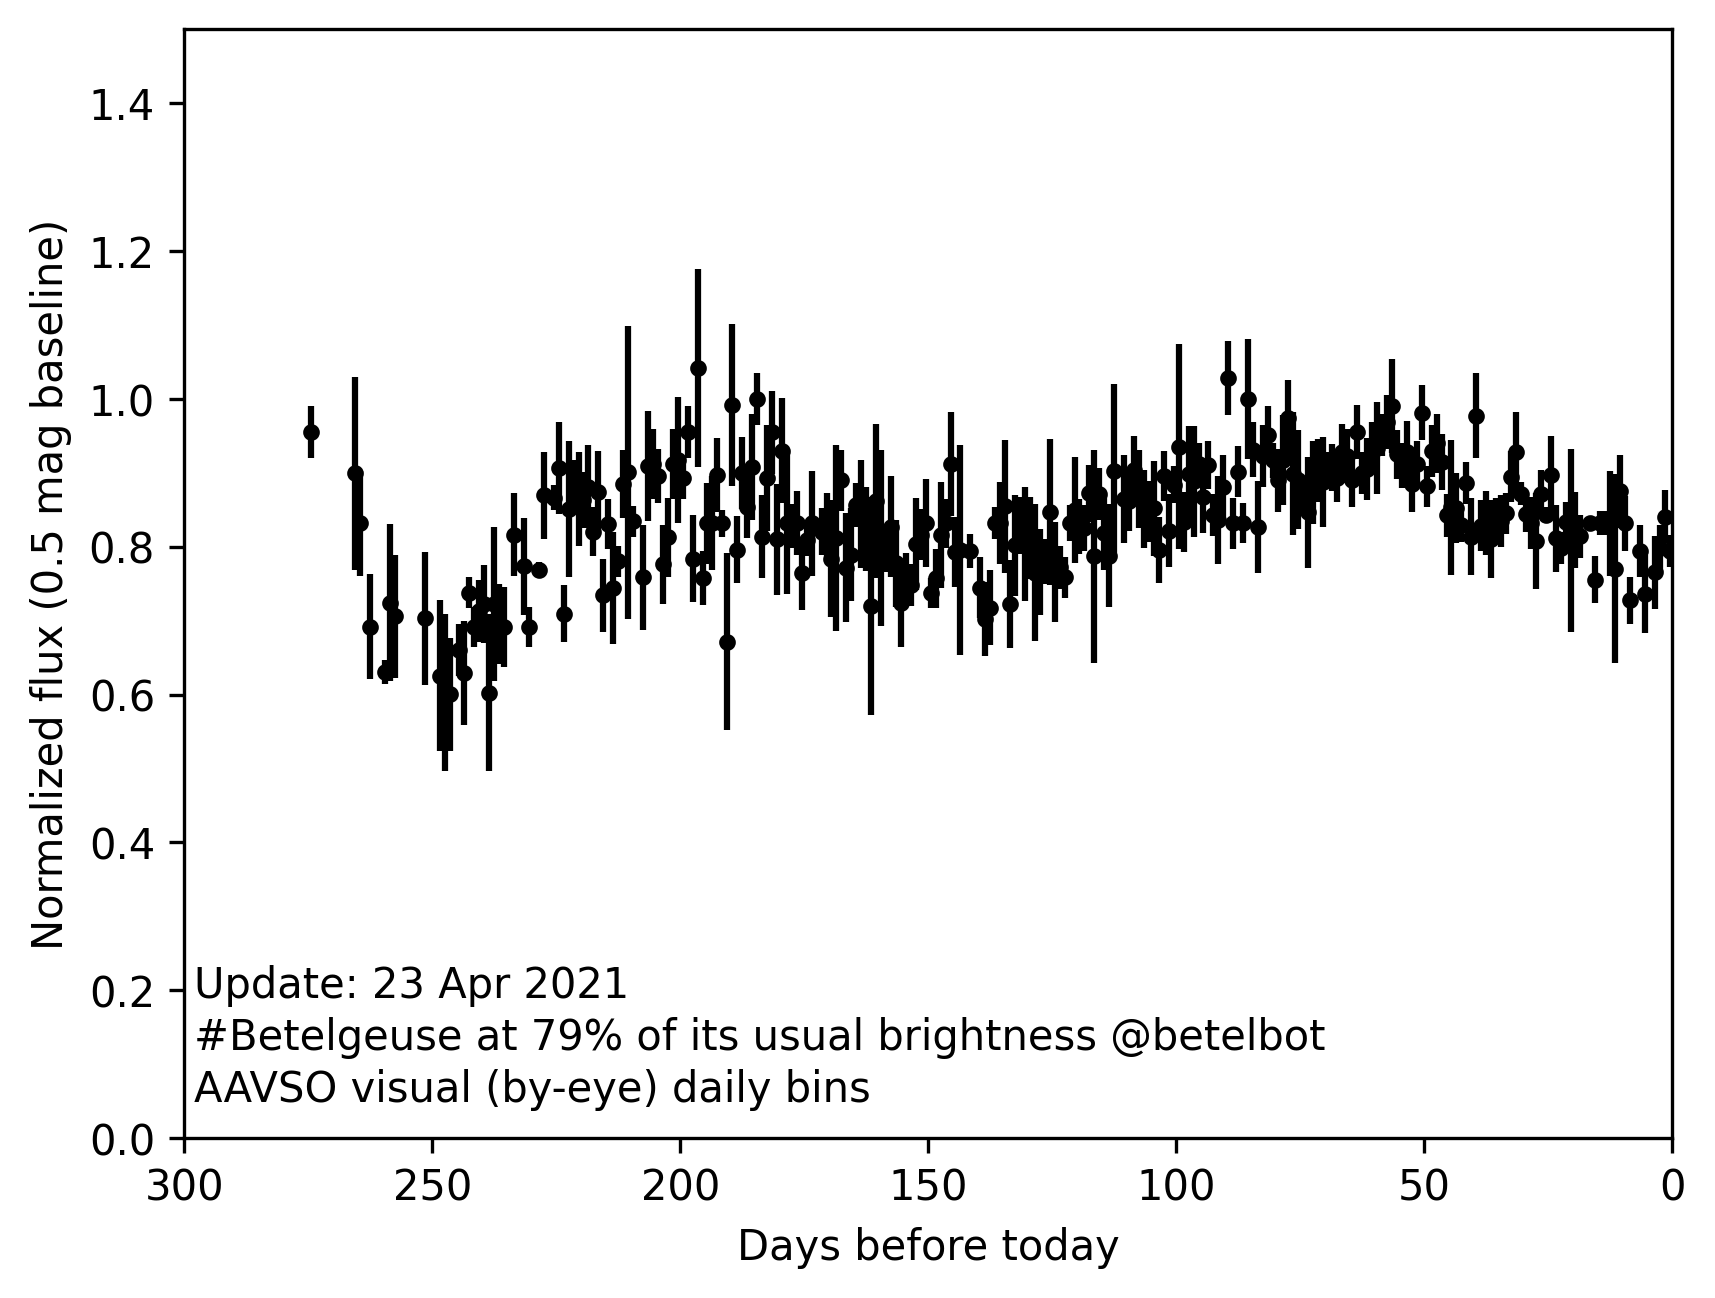 1.4
1.2
1.0
0.8
0.6
0.4
0.2
0.0
Normalized flux (0.5 mag baseline)
Update: 23 Apr 2021
#Betelgeuse at 79% of its usual brightness @betelbot
AAVSO visual (by-eye) daily bins
300 250 200 150 100 50 0
Days before today